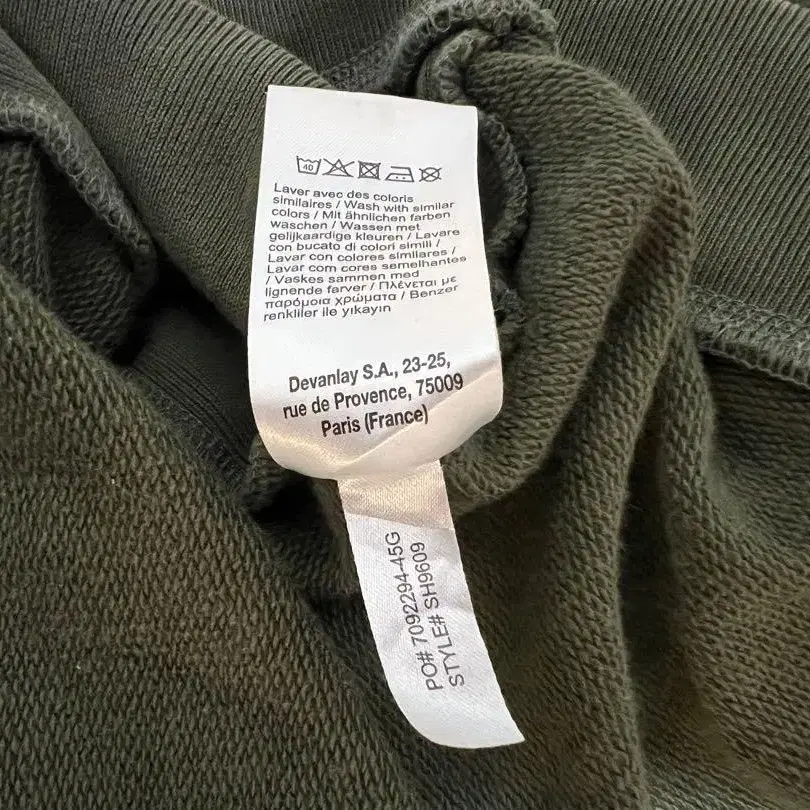 40
Laver avec des coloris
similaires / Wash with similar
colors / Mit ähnlichen farben
waschen / Wassen met
gelijkaardige kleuren / Lavare
con bucato di colori simili /
Lavar con colores similares /
Lavar com cores semelhantes
/ Vaskes sammen med
lignende farver / Πλένεται με
παρόμοια χρώματα / Benzer
renkliler ile yıkayin
Devanlay S.A., 23-25,
rue de Provence, 75009
Paris (France)
PO# 7092294-45G
STYLE# SH9609